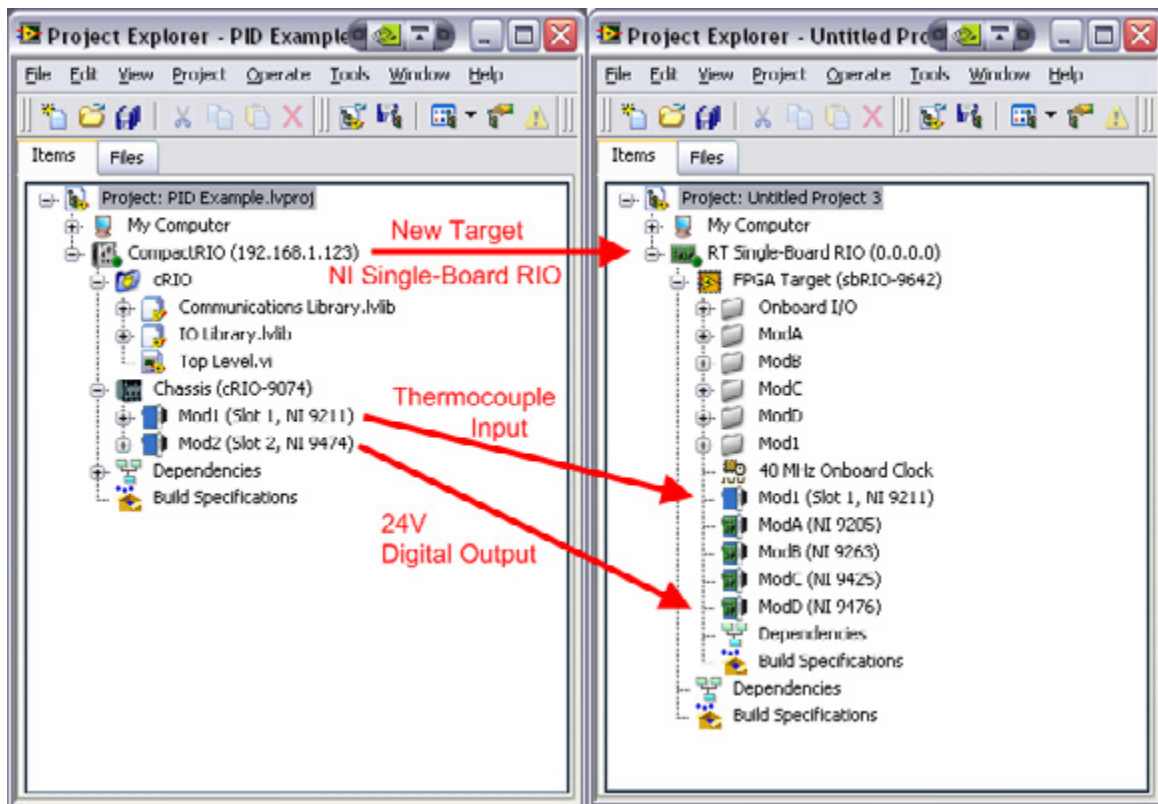 Project Explorer - PID Example
File Edit View Project Operate Tools Window Help
Items Files
Project: PID Example.lvproj
My Computer
CompactRIO (192.168.1.123)
cRIO
Communications Library.lvlib
IO Library.lvlib
Top Level.vi
Chassis (cRIO-9074)
Mod1 (Slot 1, NI 9211)
Mod2 (Slot 2, NI 9474)
Dependencies
Build Specifications
New Target
NI Single-Board RIO
Thermocouple
Input
24V
Digital Output
Project Explorer - Untitled Pro
File Edit View Project Operate Tools Window Help
Items Files
Project: Untitled Project 3
My Computer
RT Single-Board RIO (0.0.0.0)
FPGA Target (sbRIO-9642)
Onboard I/O
ModA
ModB
ModC
ModD
Mod1
40 MHz Onboard Clock
Mod1 (Slot 1, NI 9211)
ModA (NI 9205)
ModB (NI 9263)
ModC (NI 9425)
ModD (NI 9476)
Dependencies
Build Specifications
Dependencies
Build Specifications